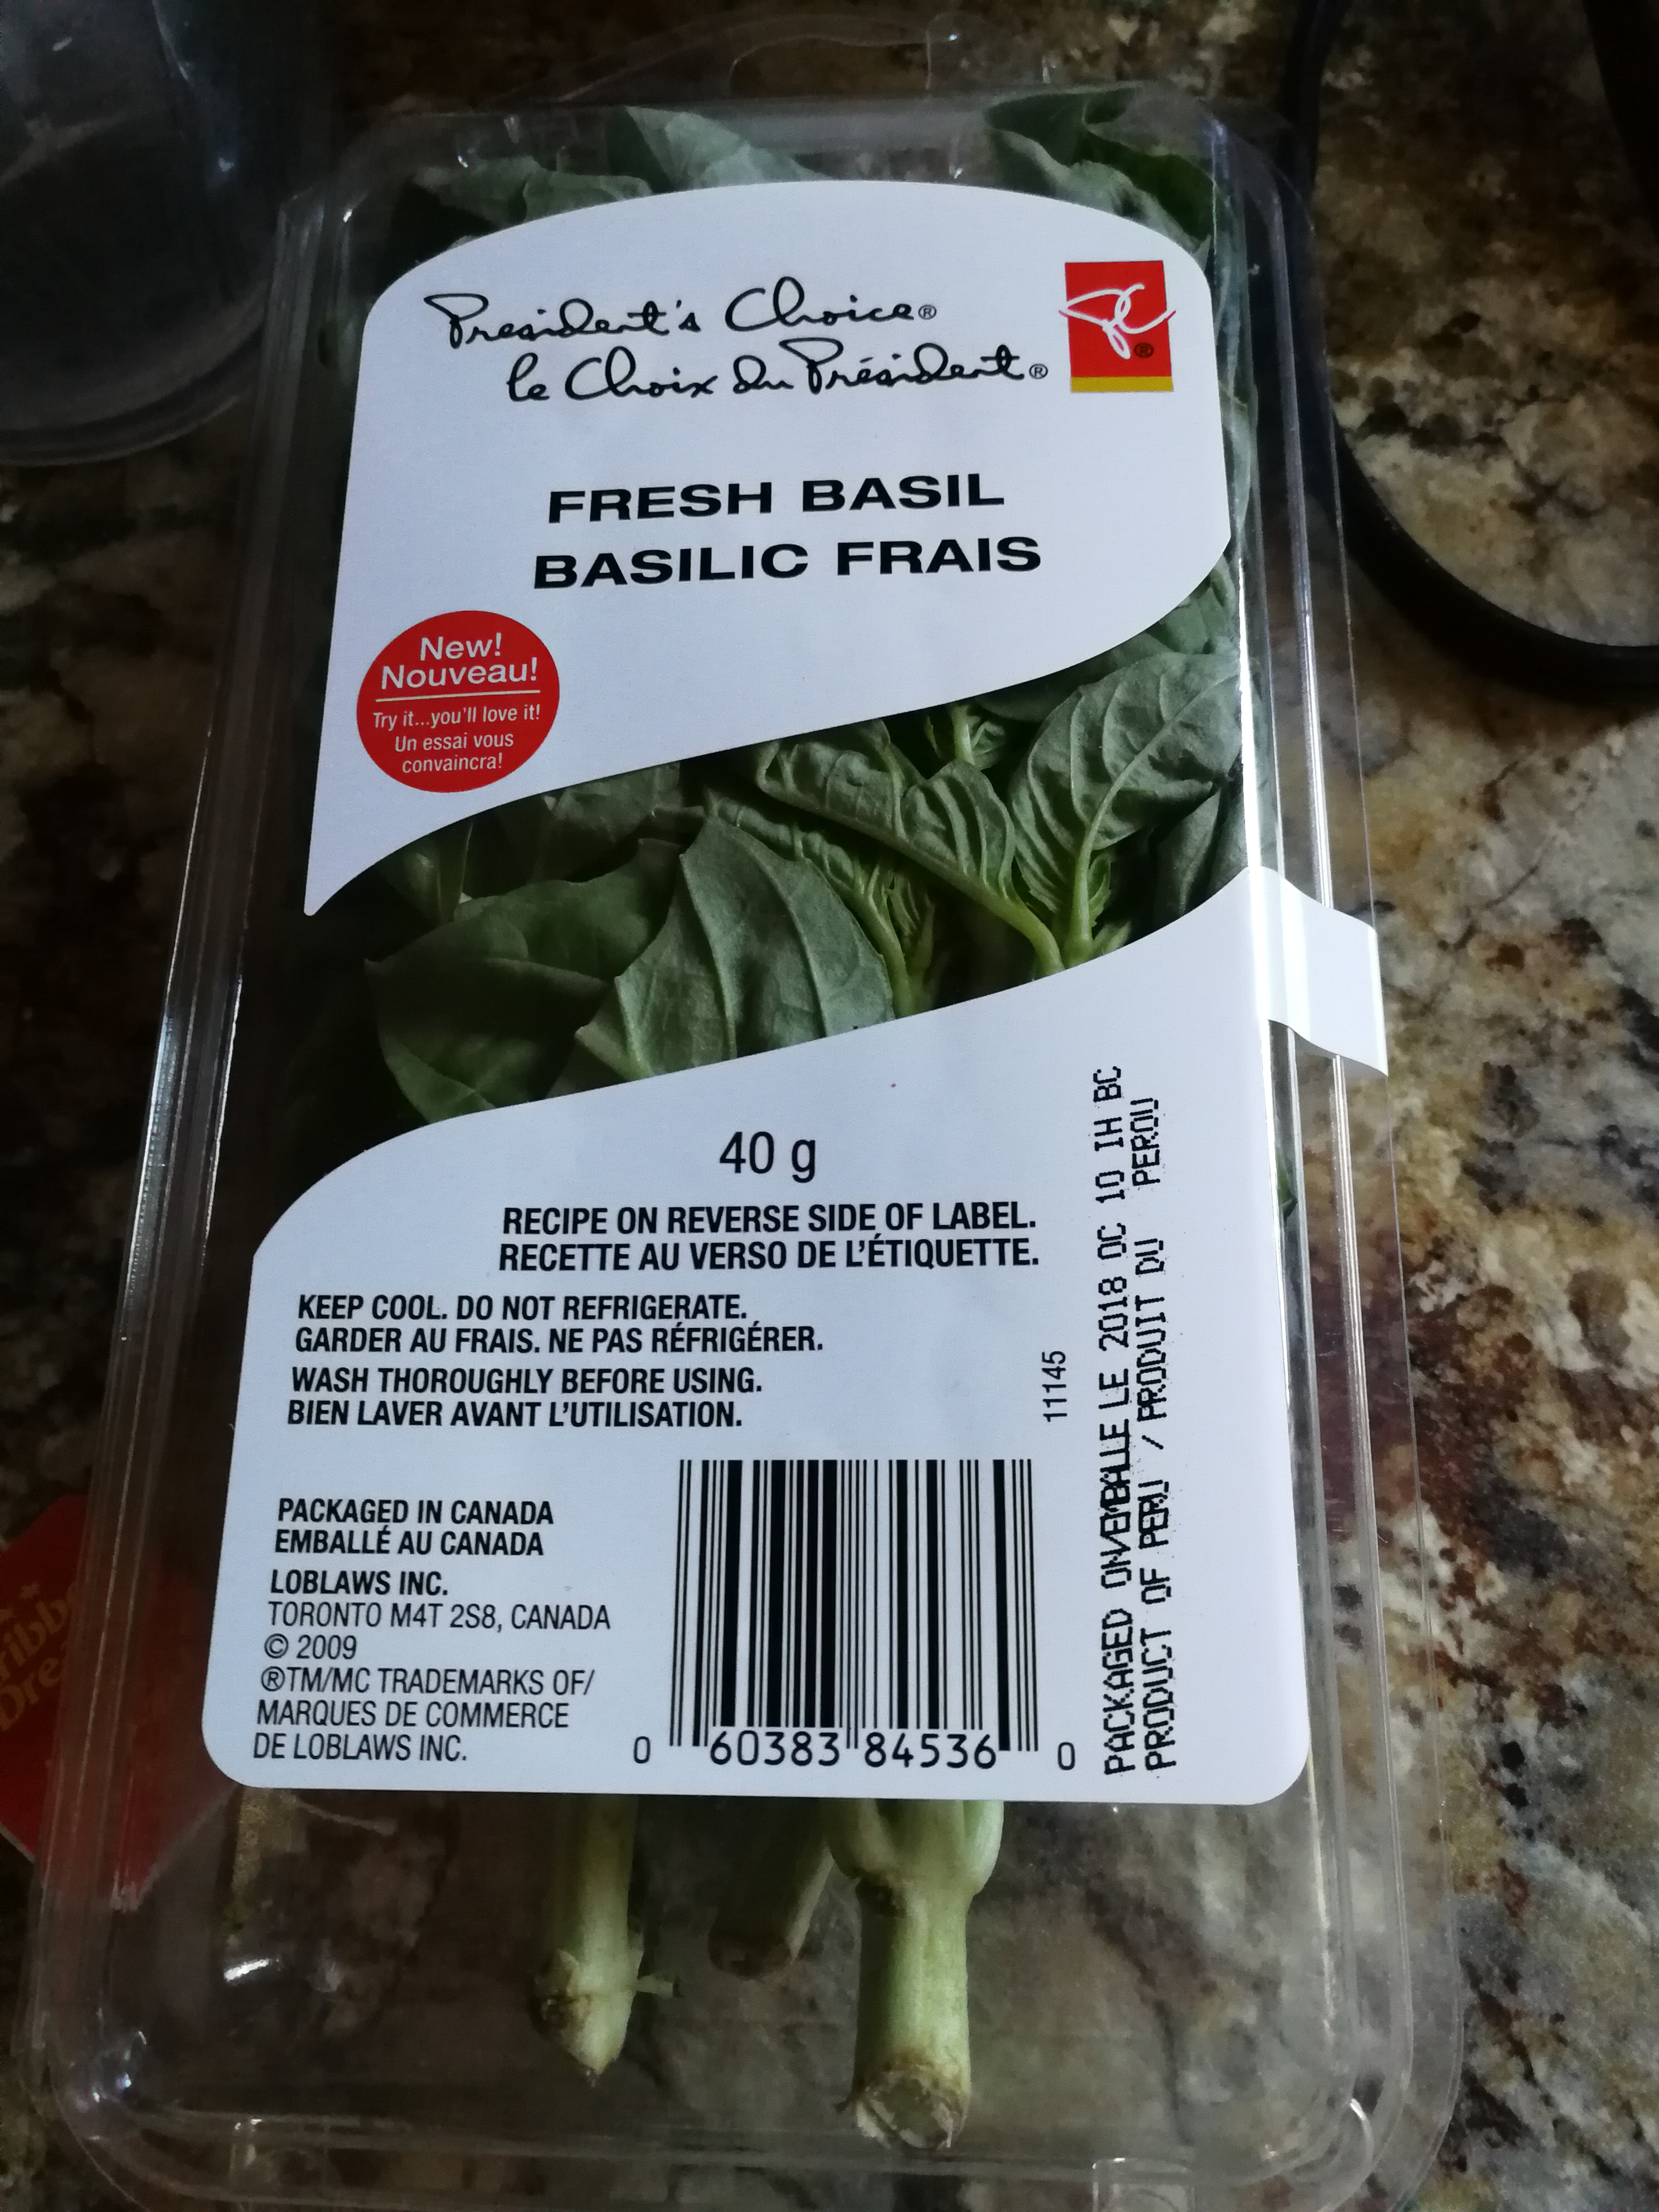 President's Choice®
le Choix du Président®
PC®
FRESH BASIL
BASILIC FRAIS
New!
Nouveau!
Try it...you'll love it!
Un essai vous
convaincra!
40 g
RECIPE ON REVERSE SIDE OF LABEL.
RECETTE AU VERSO DE L'ÉTIQUETTE.
KEEP COOL. DO NOT REFRIGERATE.
GARDER AU FRAIS. NE PAS RÉFRIGÉRER.
WASH THOROUGHLY BEFORE USING.
BIEN LAVER AVANT L'UTILISATION.
PACKAGED IN CANADA
EMBALLÉ AU CANADA
LOBLAWS INC.
TORONTO M4T 2S8, CANADA
© 2009
®TM/MC TRADEMARKS OF/
MARQUES DE COMMERCE
DE LOBLAWS INC.
0 60383 84536 0
11145
PACKAGED ON/EMBALLE LE 2018 OC 10 IH BC
PRODUCT OF PERU / PRODUIT DU PEROU